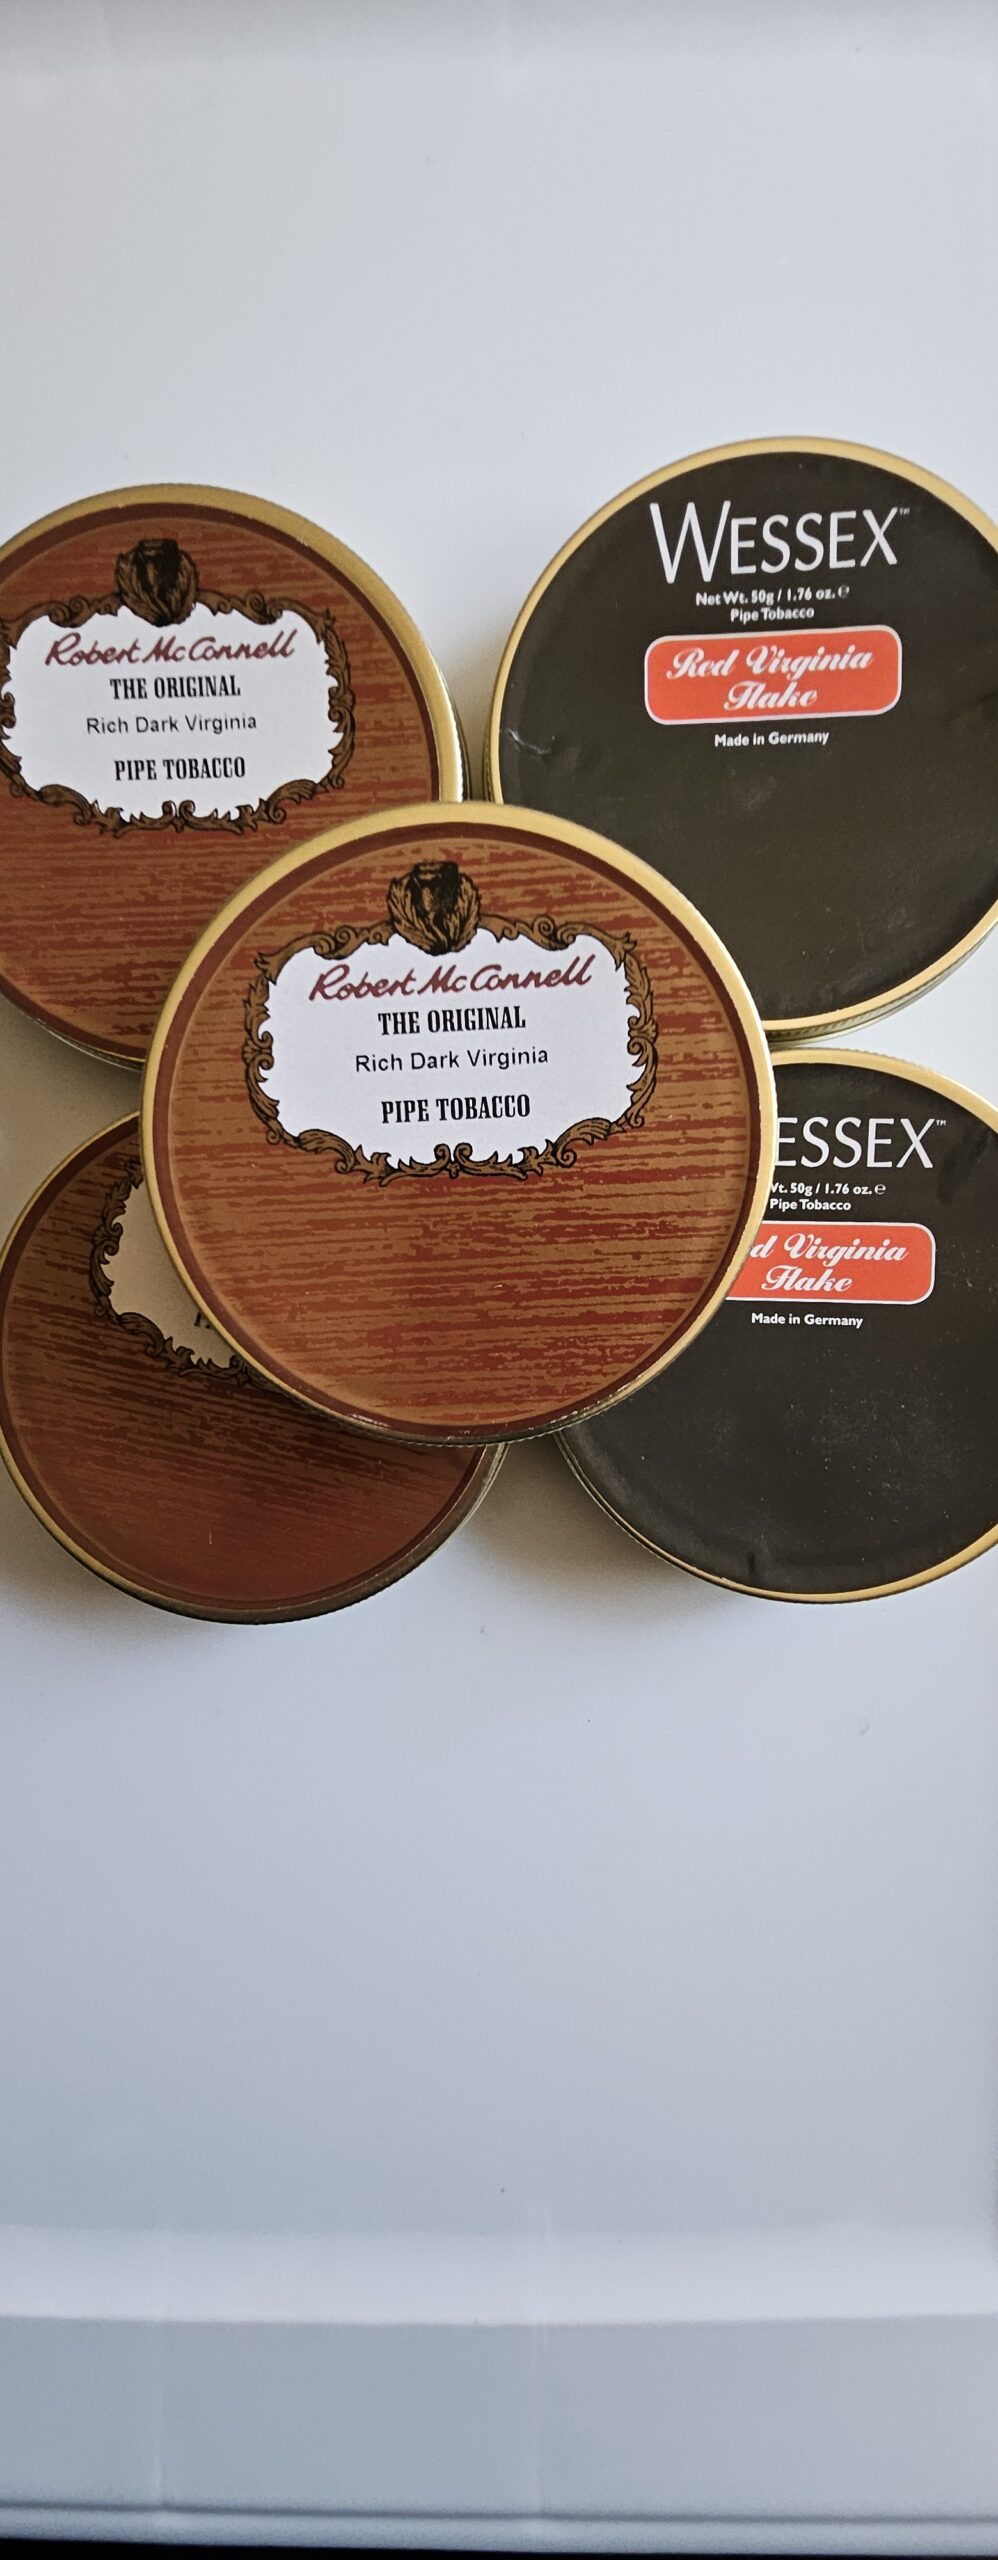 Robert McConnell
THE ORIGINAL
Rich Dark Virginia
PIPE TOBACCO
WESSEX™
Net Wt. 50g / 1.76 oz. ℮
Pipe Tobacco
Red Virginia
Flake
Made in Germany
Robert McConnell
THE ORIGINAL
Rich Dark Virginia
PIPE TOBACCO
ESSEX™
Wt. 50g / 1.76 oz. ℮
Pipe Tobacco
d Virginia
Flake
Made in Germany